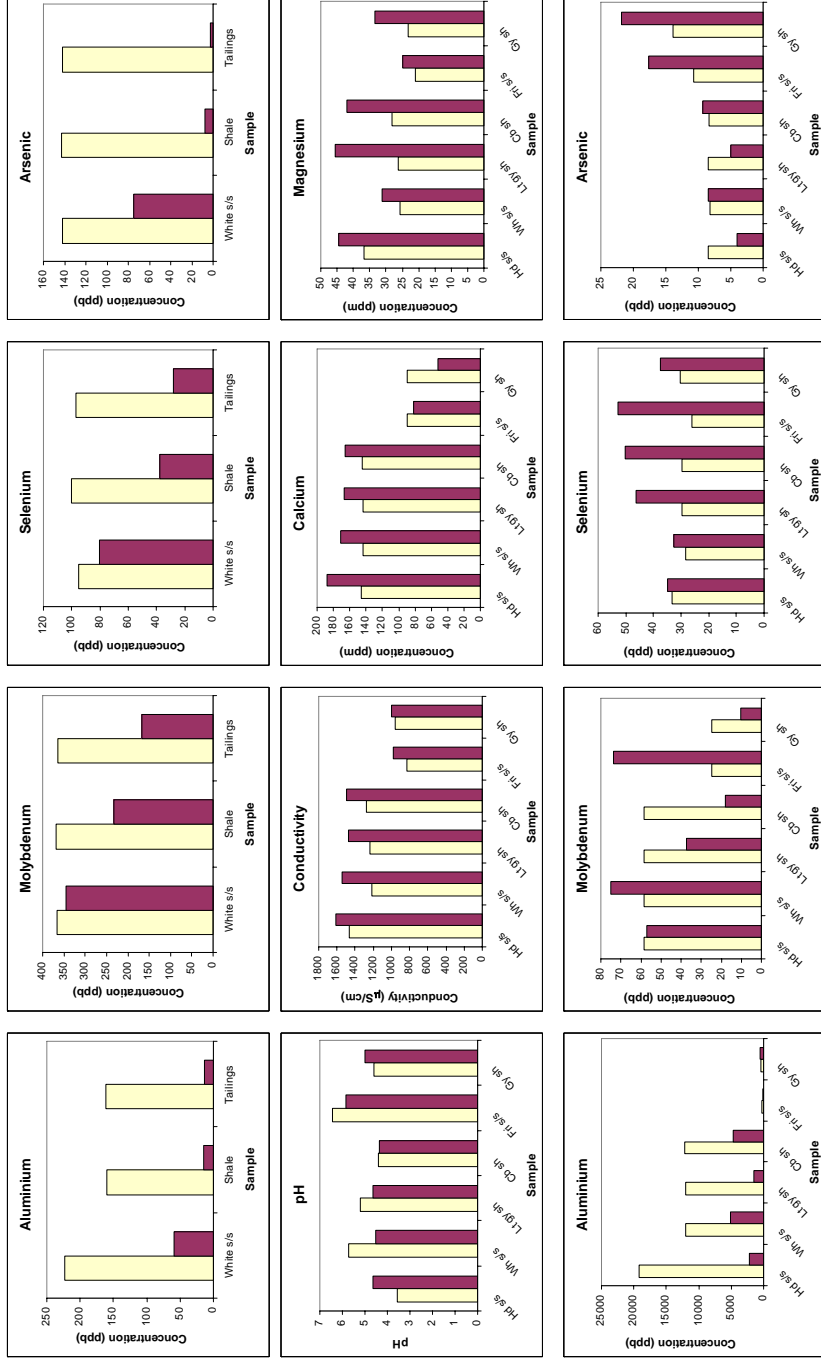 Aluminium
Concentration (ppb)
250
200
150
100
50
0
White s/s
Shale
Tailings
Sample
Molybdenum
Concentration (ppb)
400
350
300
250
200
150
100
50
0
White s/s
Shale
Tailings
Sample
Selenium
Concentration (ppb)
120
100
80
60
40
20
0
White s/s
Shale
Tailings
Sample
Arsenic
Concentration (ppb)
160
140
120
100
80
60
40
20
0
White s/s
Shale
Tailings
Sample
pH
pH
7
6
5
4
3
2
1
0
Hd s/s
Wh s/s
Lt gy sh
Cb sh
Fri s/s
Gy sh
Sample
Conductivity
Conductivity (µS/cm)
1800
1600
1400
1200
1000
800
600
400
200
0
Hd s/s
Wh s/s
Lt gy sh
Cb sh
Fri s/s
Gy sh
Sample
Calcium
Concentration (ppm)
200
180
160
140
120
100
80
60
40
20
0
Hd s/s
Wh s/s
Lt gy sh
Cb sh
Fri s/s
Gy sh
Sample
Magnesium
Concentration (ppm)
50
45
40
35
30
25
20
15
10
5
0
Hd s/s
Wh s/s
Lt gy sh
Cb sh
Fri s/s
Gy sh
Sample
Aluminium
Concentration (ppb)
25000
20000
15000
10000
5000
0
Hd s/s
Wh s/s
Lt gy sh
Cb sh
Fri s/s
Gy sh
Sample
Molybdenum
Concentration (ppb)
80
70
60
50
40
30
20
10
0
Hd s/s
Wh s/s
Lt gy sh
Cb sh
Fri s/s
Gy sh
Sample
Selenium
Concentration (ppb)
60
50
40
30
20
10
0
Hd s/s
Wh s/s
Lt gy sh
Cb sh
Fri s/s
Gy sh
Sample
Arsenic
Concentration (ppb)
25
20
15
10
5
0
Hd s/s
Wh s/s
Lt gy sh
Cb sh
Fri s/s
Gy sh
Sample